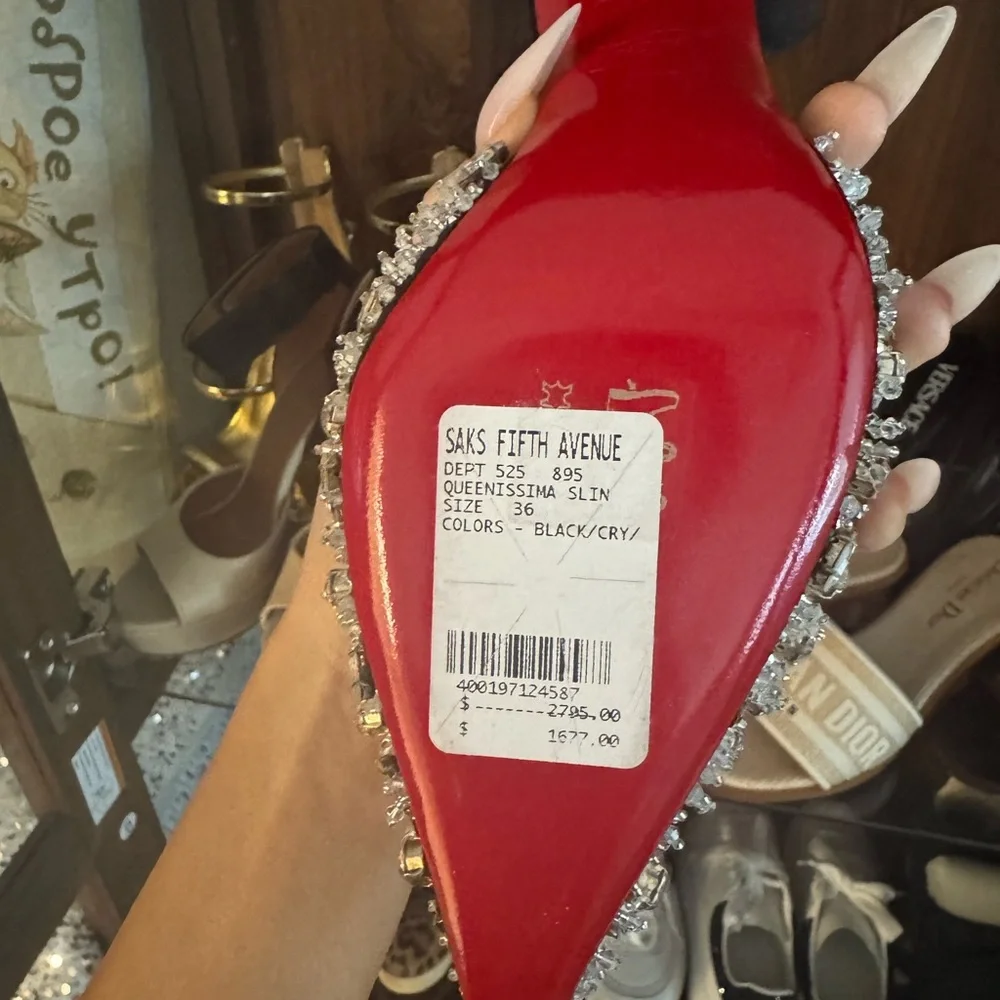 Доброе
утро!
SAKS FIFTH AVENUE
DEPT 525 895
QUEENISSIMA SLIN
SIZE 36
COLORS - BLACK/CRY/
400197124587
$-------2795.00
$ 1677.00
VERSACE
N DIOR